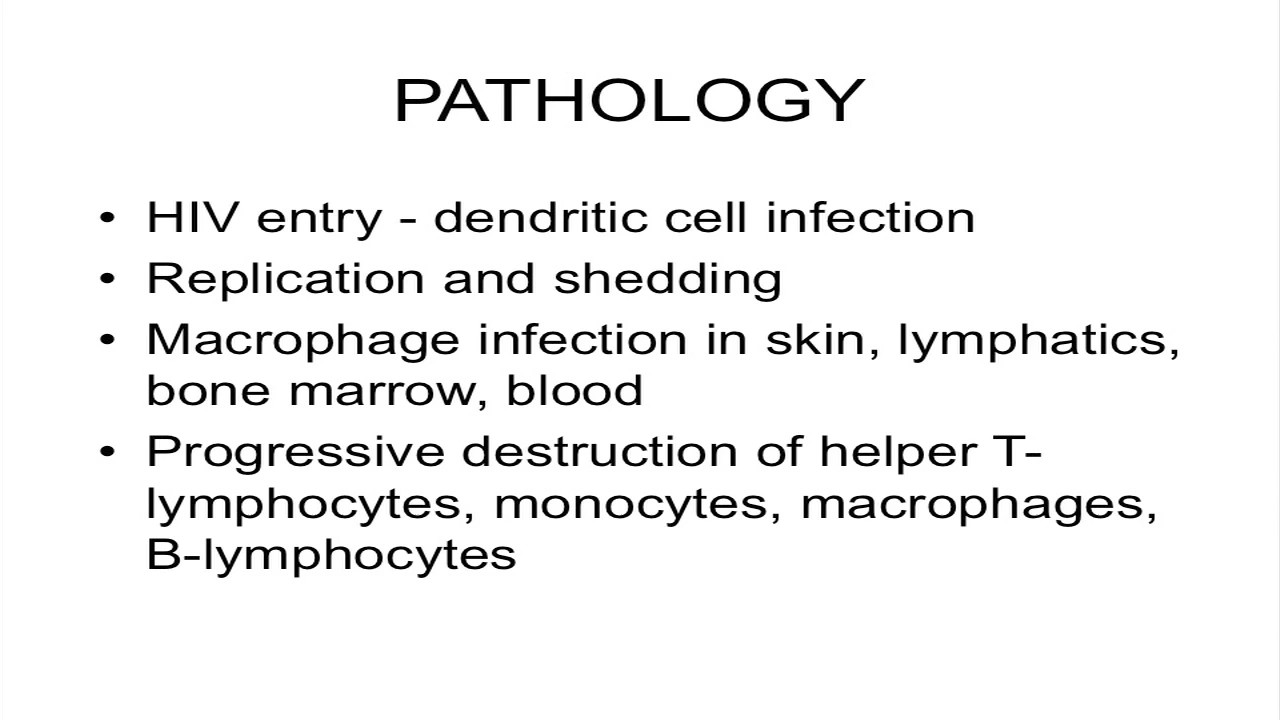 PATHOLOGY
• HIV entry - dendritic cell infection
• Replication and shedding
• Macrophage infection in skin, lymphatics,
bone marrow, blood
• Progressive destruction of helper T-
lymphocytes, monocytes, macrophages,
B-lymphocytes